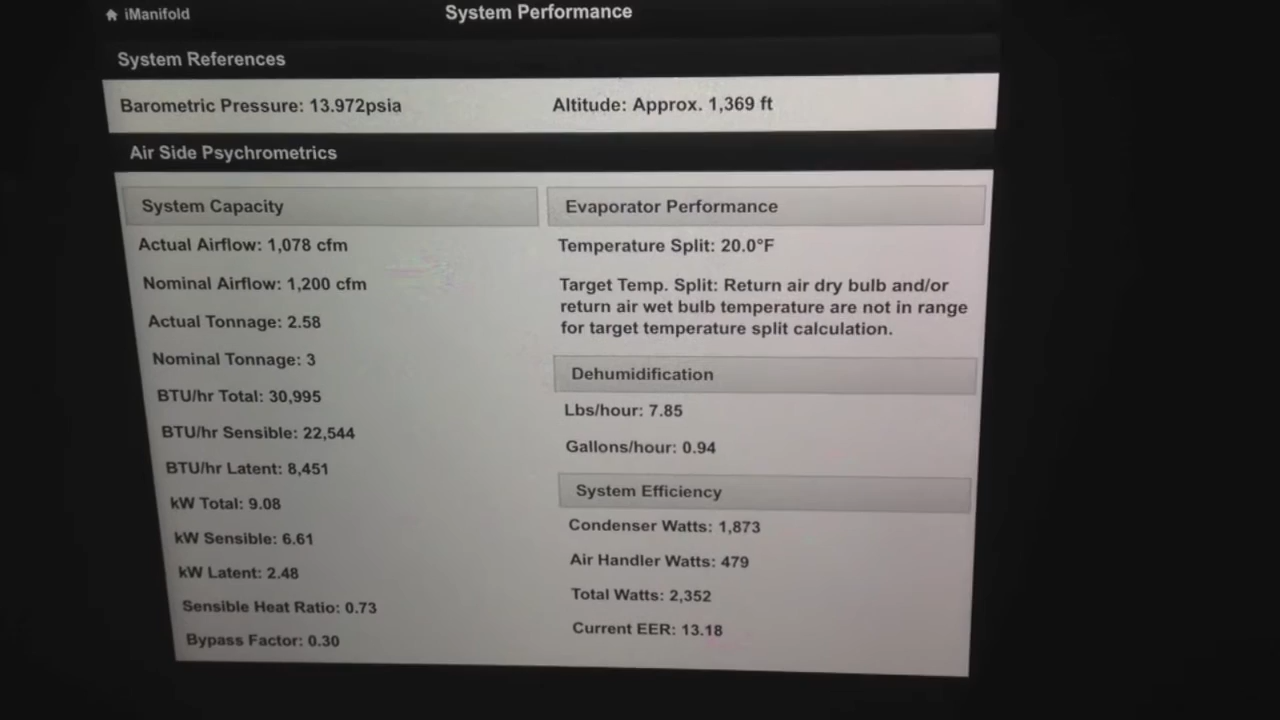 iManifold
System Performance
System References
Barometric Pressure: 13.972psia
Altitude: Approx. 1,369 ft
Air Side Psychrometrics
System Capacity
Actual Airflow: 1,078 cfm
Nominal Airflow: 1,200 cfm
Actual Tonnage: 2.58
Nominal Tonnage: 3
BTU/hr Total: 30,995
BTU/hr Sensible: 22,544
BTU/hr Latent: 8,451
kW Total: 9.08
kW Sensible: 6.61
kW Latent: 2.48
Sensible Heat Ratio: 0.73
Bypass Factor: 0.30
Evaporator Performance
Temperature Split: 20.0°F
Target Temp. Split: Return air dry bulb and/or
return air wet bulb temperature are not in range
for target temperature split calculation.
Dehumidification
Lbs/hour: 7.85
Gallons/hour: 0.94
System Efficiency
Condenser Watts: 1,873
Air Handler Watts: 479
Total Watts: 2,352
Current EER: 13.18